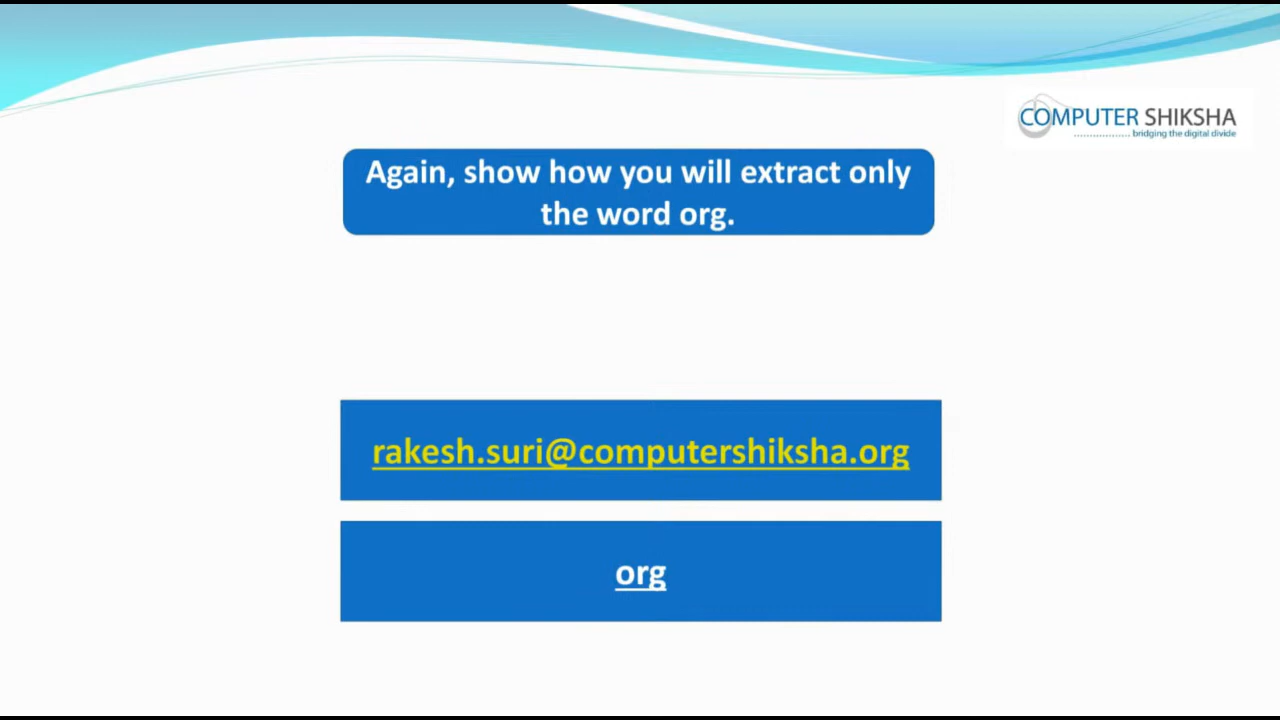 COMPUTER SHIKSHA
bridging the digital divide
Again, show how you will extract only
the word org.
rakesh.suri@computershiksha.org
org